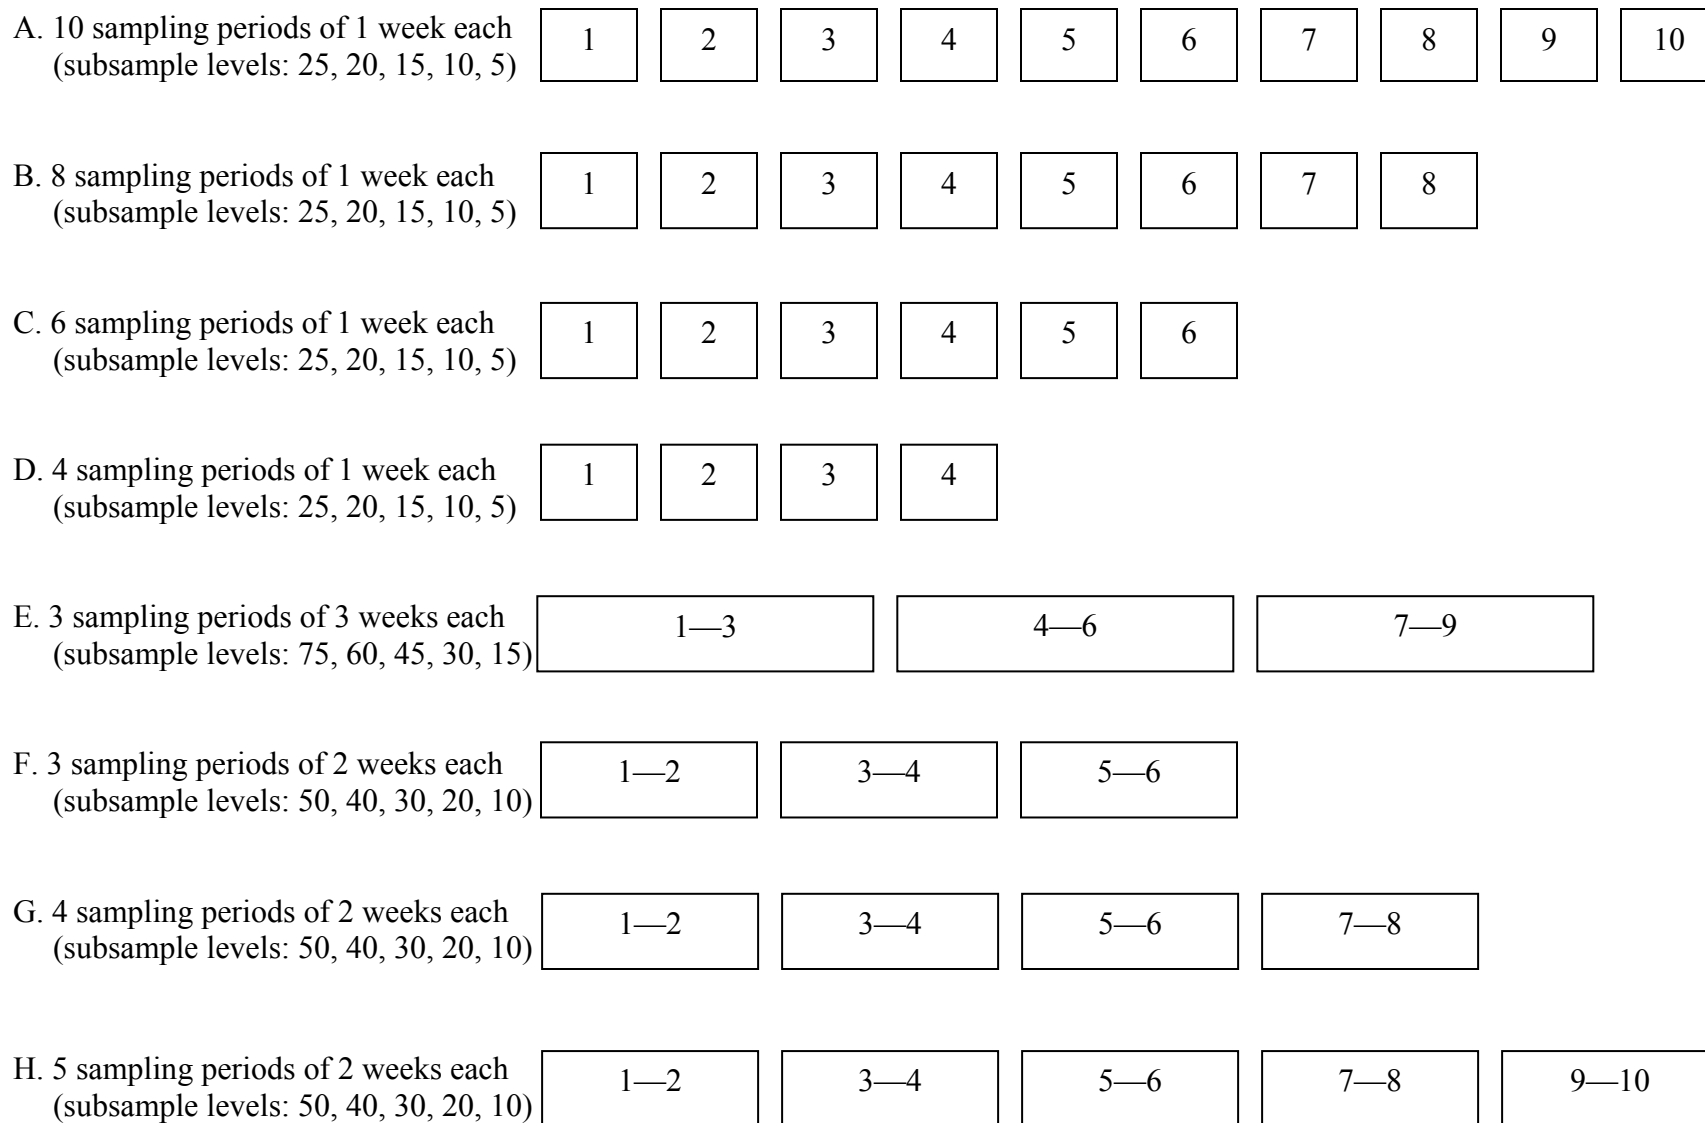 A. 10 sampling periods of 1 week each
(subsample levels: 25, 20, 15, 10, 5)
1 2 3 4 5 6 7 8 9 10
B. 8 sampling periods of 1 week each
(subsample levels: 25, 20, 15, 10, 5)
1 2 3 4 5 6 7 8
C. 6 sampling periods of 1 week each
(subsample levels: 25, 20, 15, 10, 5)
1 2 3 4 5 6
D. 4 sampling periods of 1 week each
(subsample levels: 25, 20, 15, 10, 5)
1 2 3 4
E. 3 sampling periods of 3 weeks each
(subsample levels: 75, 60, 45, 30, 15)
1—3 4—6 7—9
F. 3 sampling periods of 2 weeks each
(subsample levels: 50, 40, 30, 20, 10)
1—2 3—4 5—6
G. 4 sampling periods of 2 weeks each
(subsample levels: 50, 40, 30, 20, 10)
1—2 3—4 5—6 7—8
H. 5 sampling periods of 2 weeks each
(subsample levels: 50, 40, 30, 20, 10)
1—2 3—4 5—6 7—8 9—10